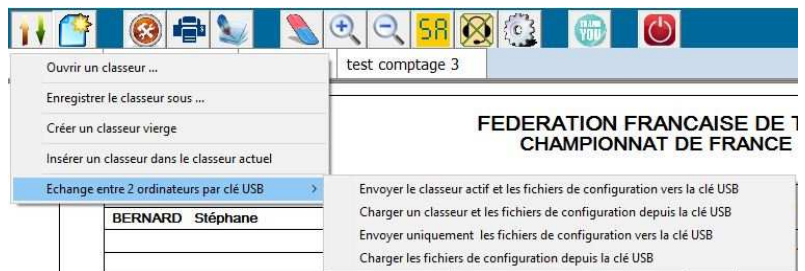 SA
THANK YOU
Ouvrir un classeur ...
test comptage 3
Enregistrer le classeur sous ...
Créer un classeur vierge
Insérer un classeur dans le classeur actuel
Echange entre 2 ordinateurs par clé USB >
FEDERATION FRANCAISE DE
CHAMPIONNAT DE FRANCE
Envoyer le classeur actif et les fichiers de configuration vers la clé USB
Charger un classeur et les fichiers de configuration depuis la clé USB
Envoyer uniquement les fichiers de configuration vers la clé USB
Charger les fichiers de configuration depuis la clé USB
BERNARD Stéphane